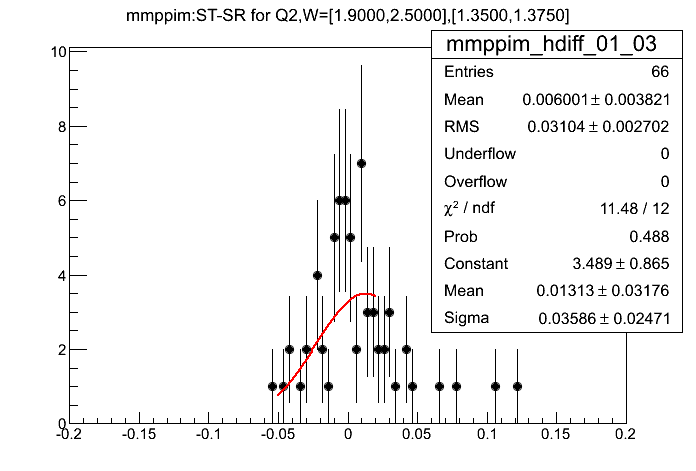 mmppim:ST-SR for Q2,W=[1.9000,2.5000],[1.3500,1.3750]
mmppim_hdiff_01_03
Entries 66
Mean 0.006001 ± 0.003821
RMS 0.03104 ± 0.002702
Underflow 0
Overflow 0
χ² / ndf 11.48 / 12
Prob 0.488
Constant 3.489 ± 0.865
Mean 0.01313 ± 0.03176
Sigma 0.03586 ± 0.02471
10
8
6
4
2
0
-0.2 -0.15 -0.1 -0.05 0 0.05 0.1 0.15 0.2